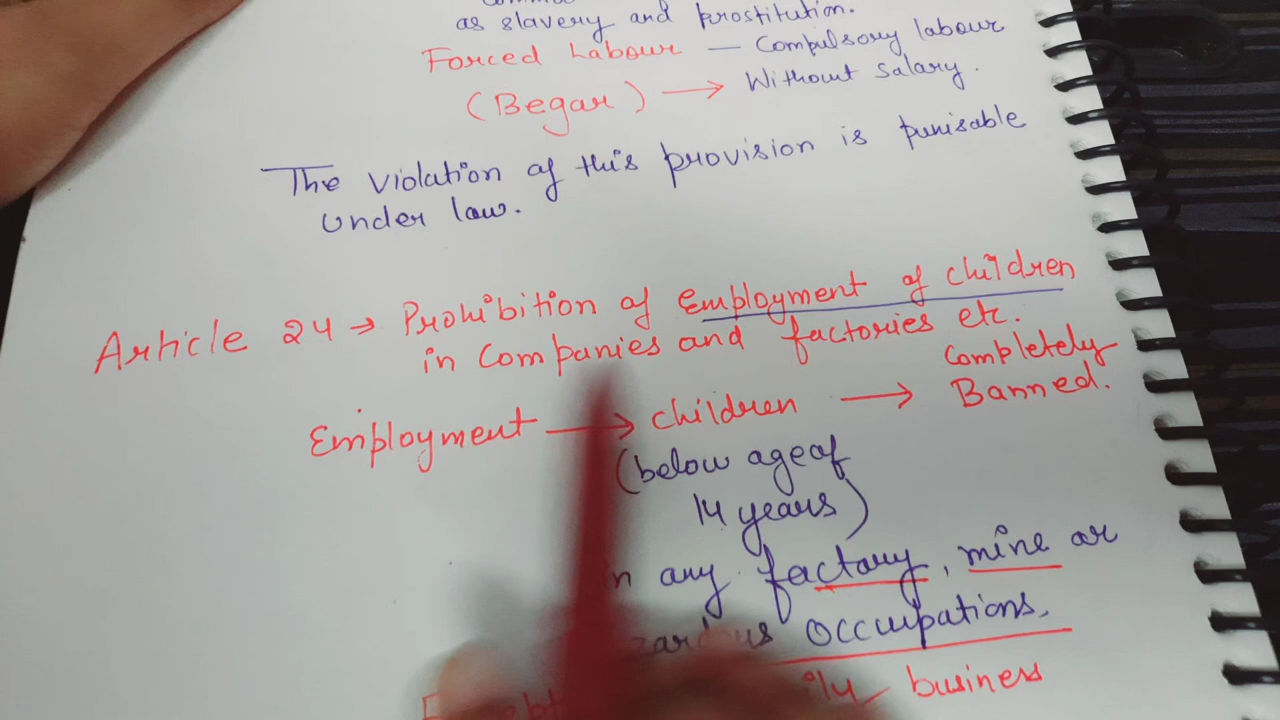 as slavery and prostitution.
Forced Labour — Compulsory labour
(Begar) → Without salary.
The violation of this provision is punisable
under law.
Article 24 → Prohibition of Employment of children
in Companies and factories etc.
Employment → children → Completely Banned.
(below age of
14 years)
any factory, mine or
occupations.
business